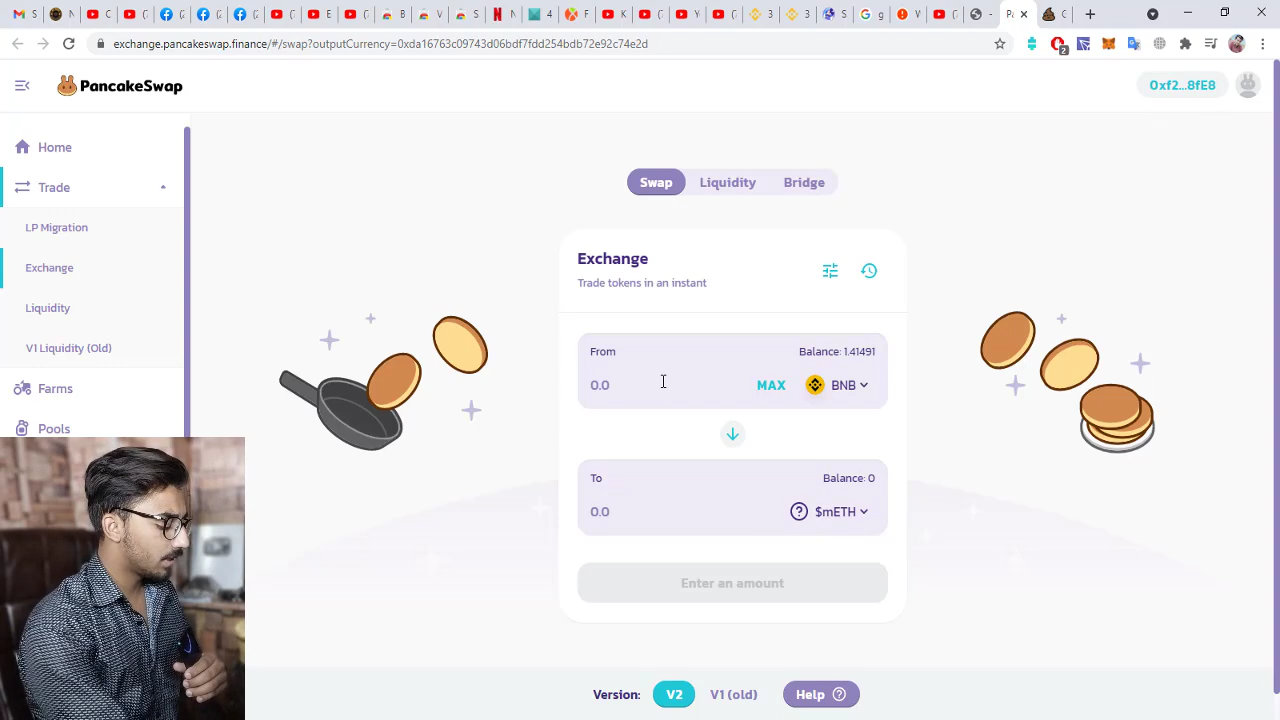 exchange.pancakeswap.finance/#/swap?outputCurrency=0xda16763d9743d06bdf7fdd254bdb72e92c74e2d
2
PancakeSwap
0xf2...8fE8
Home
Trade
LP Migration
Exchange
Liquidity
V1 Liquidity (Old)
Farms
Pools
Swap
Liquidity
Bridge
Exchange
Trade tokens in an instant
From
Balance: 1.41491
0.0
MAX
BNB
To
Balance: 0
0.0
$mETH
Enter an amount
Version:
V2
V1 (old)
Help